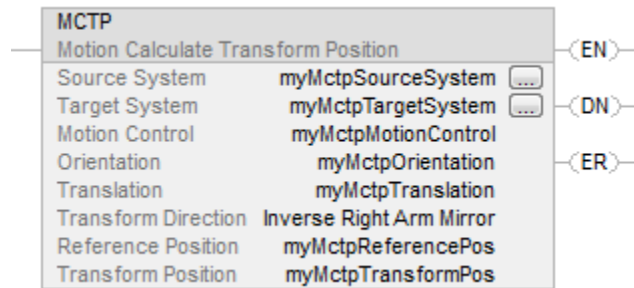 MCTP
Motion Calculate Transform Position
EN
Source System myMctpSourceSystem ...
Target System myMctpTargetSystem ... DN
Motion Control myMctpMotionControl
Orientation myMctpOrientation ER
Translation myMctpTranslation
Transform Direction Inverse Right Arm Mirror
Reference Position myMctpReferencePos
Transform Position myMctpTransformPos